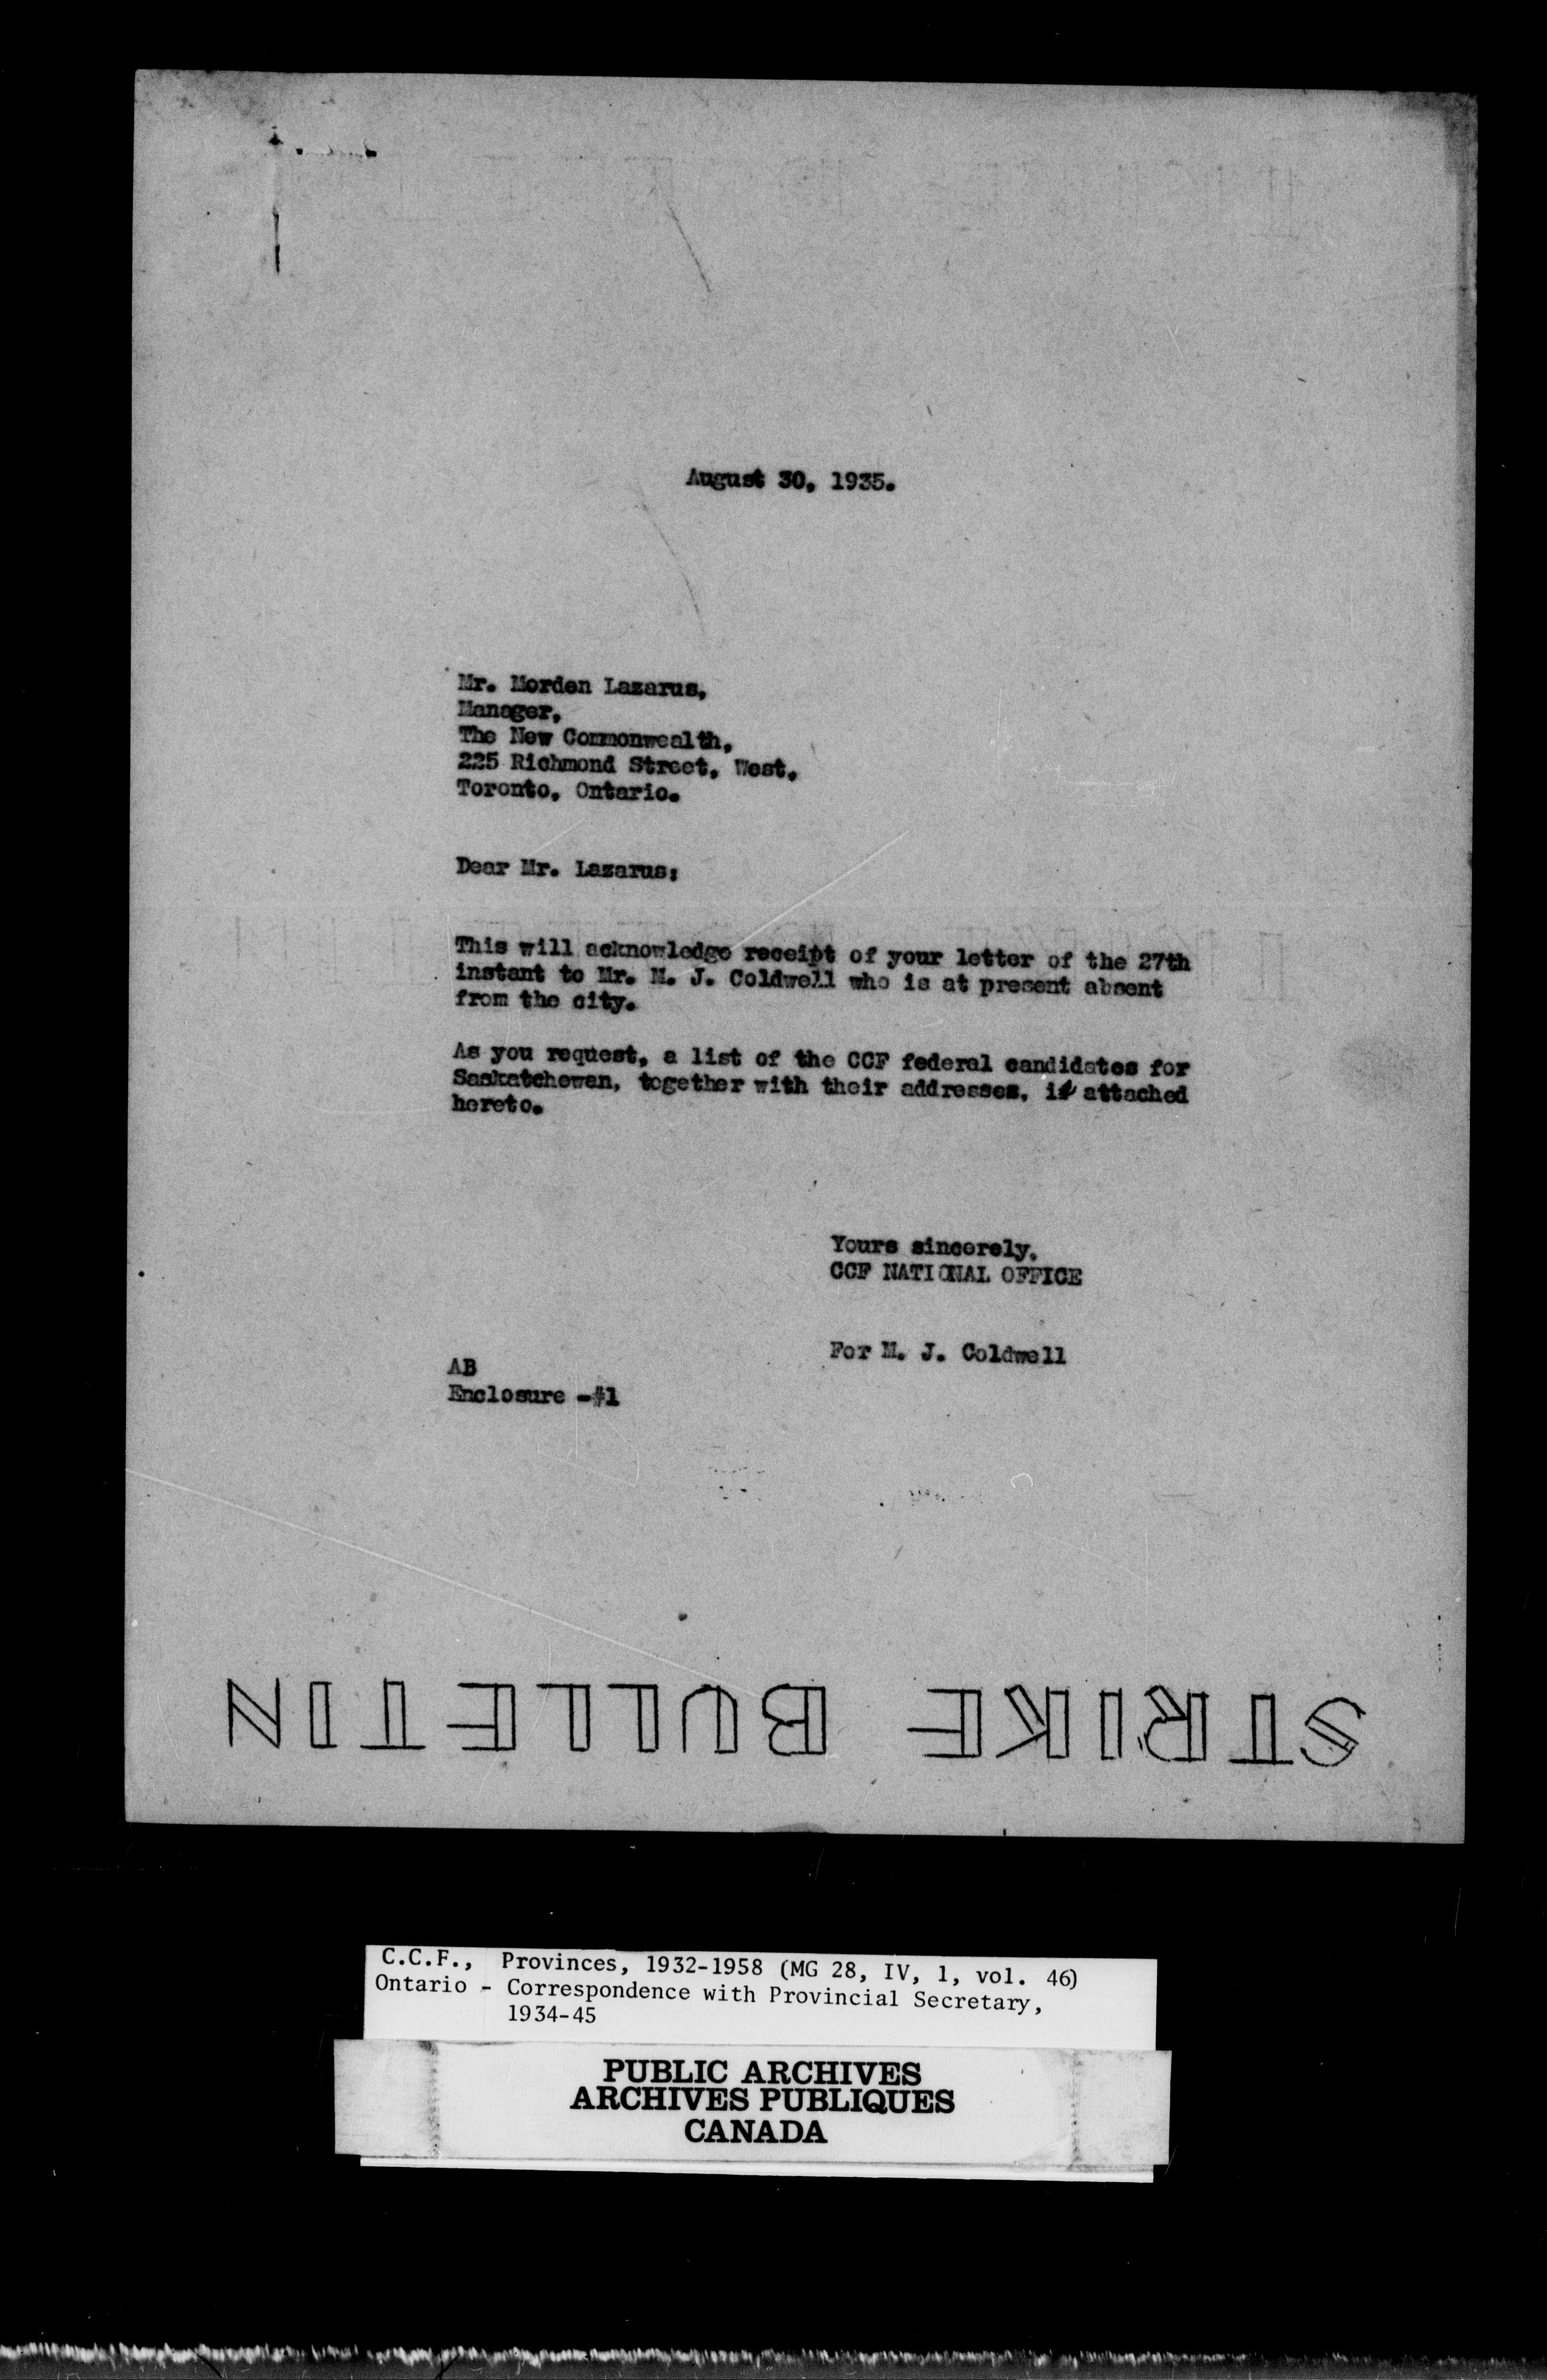 August 30, 1935.
Mr. Morden Lazarus,
Manager,
The New Commonwealth,
225 Richmond Street, West,
Toronto, Ontario.
Dear Mr. Lazarus:
This will acknowledge receipt of your letter of the 27th
instant to Mr. M. J. Coldwell who is at present absent
from the city.
As you request, a list of the CCF federal candidates for
Saskatchewan, together with their addresses, is attached
hereto.
Yours sincerely,
CCF NATIONAL OFFICE
For M. J. Coldwell
AB
Enclosure -#1
STRIKE BULLETIN
C.C.F., Provinces, 1932-1958 (MG 28, IV, 1, vol. 46)
Ontario - Correspondence with Provincial Secretary,
1934-45
PUBLIC ARCHIVES
ARCHIVES PUBLIQUES
CANADA